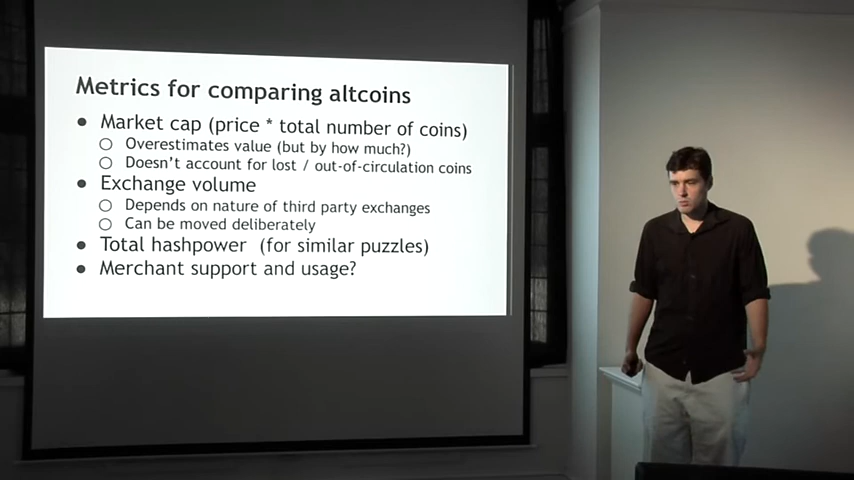 Metrics for comparing altcoins
● Market cap (price * total number of coins)
○ Overestimates value (but by how much?)
○ Doesn't account for lost / out-of-circulation coins
● Exchange volume
○ Depends on nature of third party exchanges
○ Can be moved deliberately
● Total hashpower (for similar puzzles)
● Merchant support and usage?